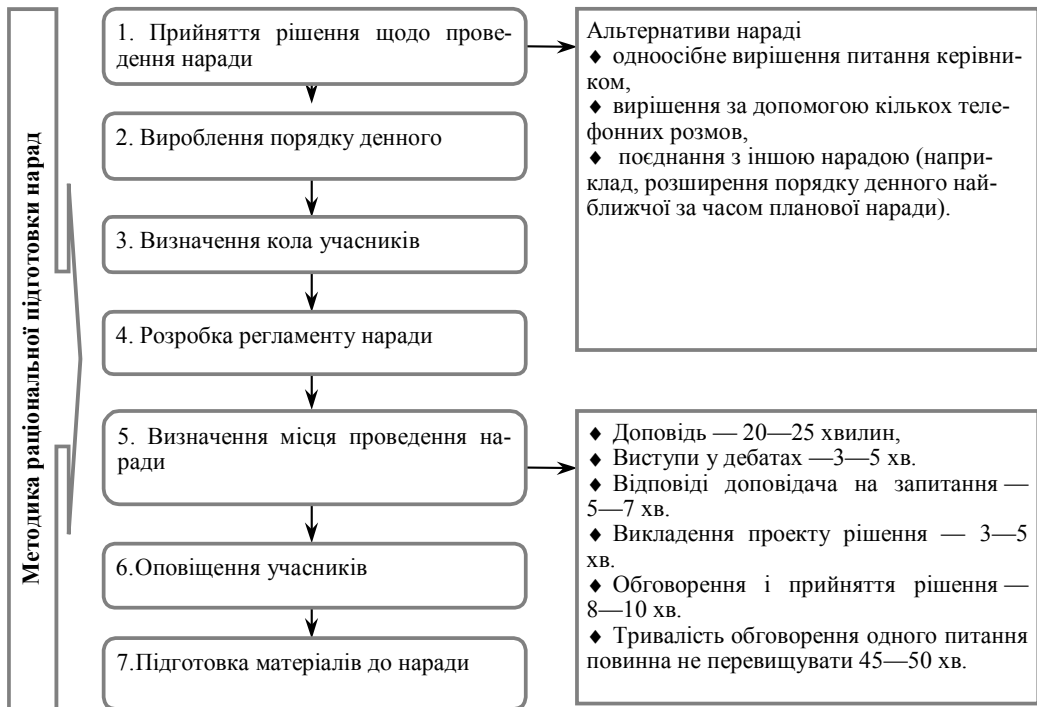 Методика раціональної підготовки нарад
1. Прийняття рішення щодо прове-
дення наради
2. Вироблення порядку денного
3. Визначення кола учасників
4. Розробка регламенту наради
5. Визначення місця проведення на-
ради
6.Оповіщення учасників
7.Підготовка матеріалів до наради
Альтернативи нараді
♦ одноосібне вирішення питання керівни-
ком,
♦ вирішення за допомогою кількох теле-
фонних розмов,
♦ поєднання з іншою нарадою (напри-
клад, розширення порядку денного най-
ближчої за часом планової наради).
♦ Доповідь — 20—25 хвилин,
♦ Виступи у дебатах —3—5 хв.
♦ Відповіді доповідача на запитання —
5—7 хв.
♦ Викладення проекту рішення — 3—5
хв.
♦ Обговорення і прийняття рішення —
8—10 хв.
♦ Тривалість обговорення одного питання
повинна не перевищувати 45—50 хв.